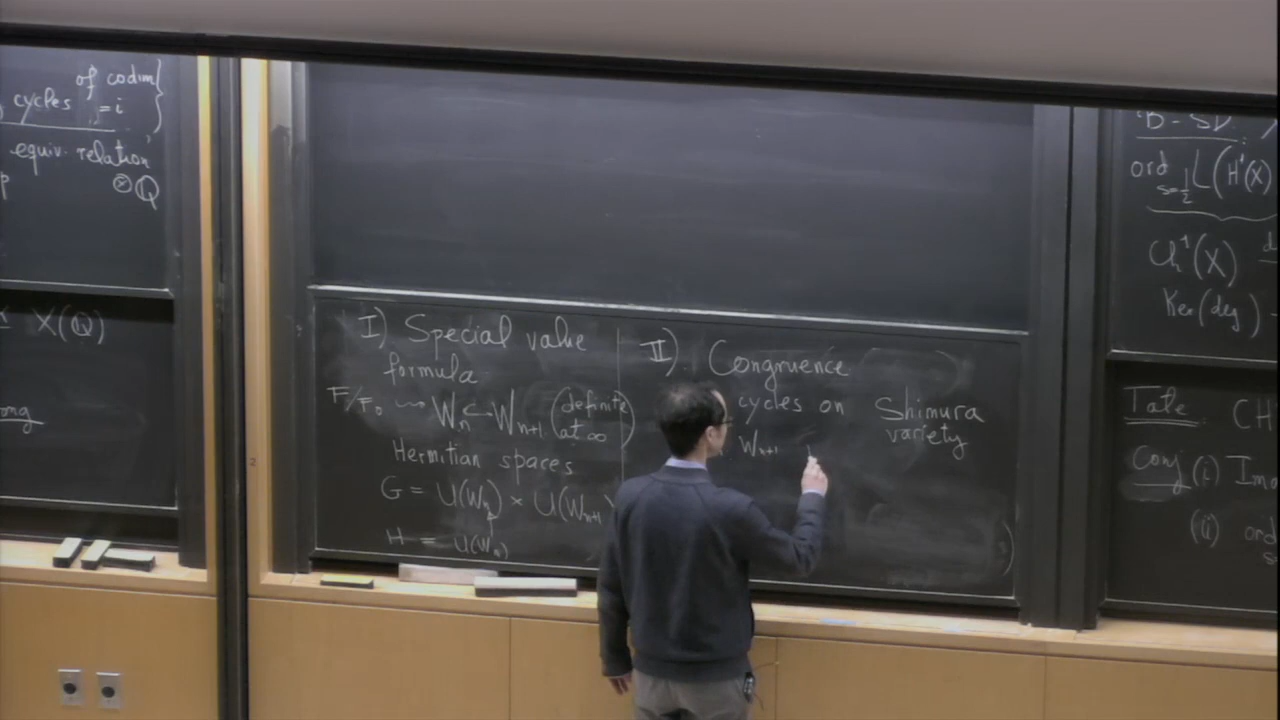 of codim
cycles = i
equiv. relation
⊗Q
X(Q)
I) Special value
formula
F/F₀ ⇝ Wₙ ⊂ Wₙ₊₁ (definite
at ∞)
Hermitian spaces
G = U(Wₙ) × U(Wₙ₊₁)
H = U(Wₙ)
II) Congruence
cycles on Shimura
variety
Wₙ₊₁
B-SD:
ord L(H¹(X)
s=½
Ch¹(X)
Ker(deg)
Tate CH
Conj (i)
(ii) ord